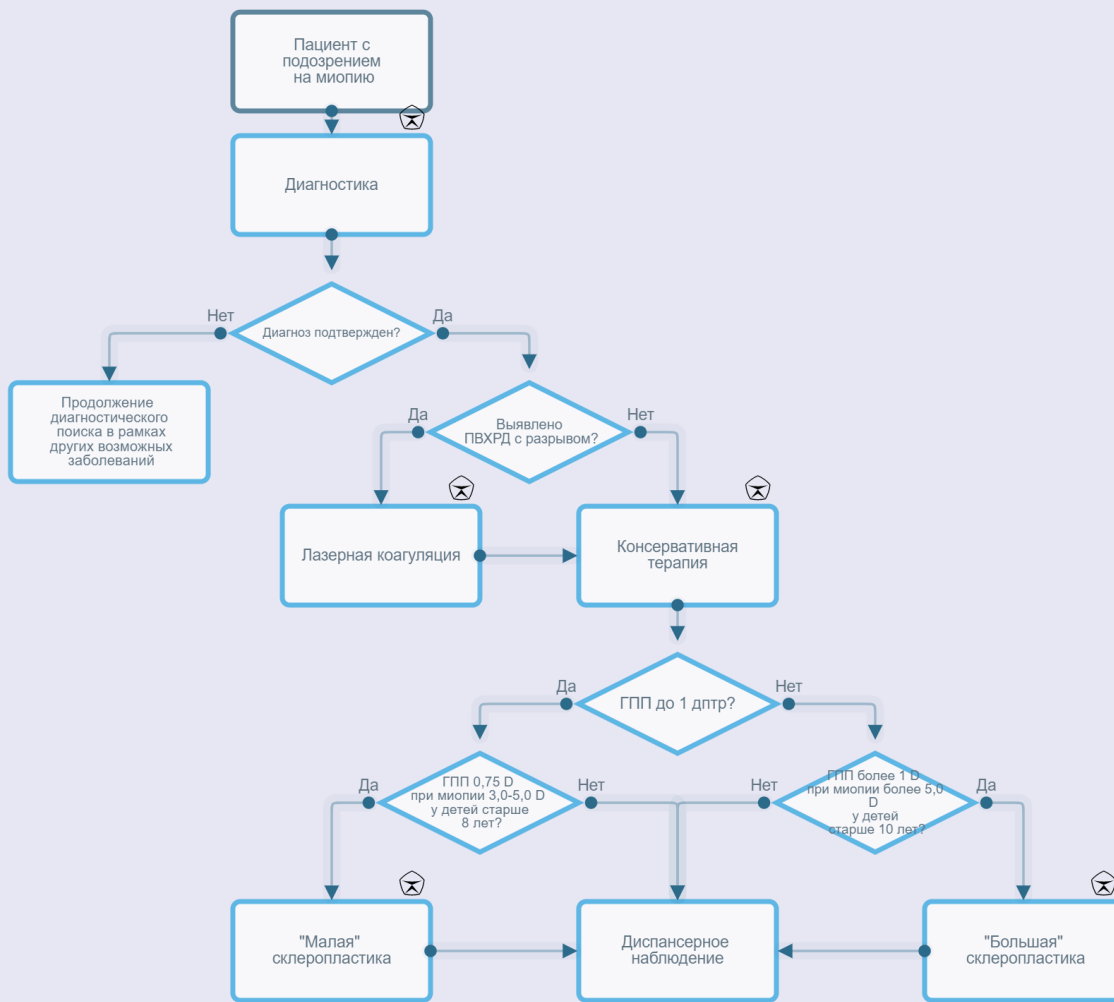 Пациент с
подозрением
на миопию
Диагностика
Нет
Да
Диагноз подтвержден?
Продолжение
диагностического
поиска в рамках
других возможных
заболеваний
Да
Нет
Выявлено
ПВХРД с разрывом?
Лазерная коагуляция
Консервативная
терапия
Да
Нет
ГПП до 1 дптр?
Да
ГПП 0,75 D
при миопии 3,0-5,0 D
у детей старше
8 лет?
Нет
Нет
ГПП более 1 D
при миопии более 5,0
D
у детей
старше 10 лет?
Да
"Малая"
склеропластика
Диспансерное
наблюдение
"Большая"
склеропластика